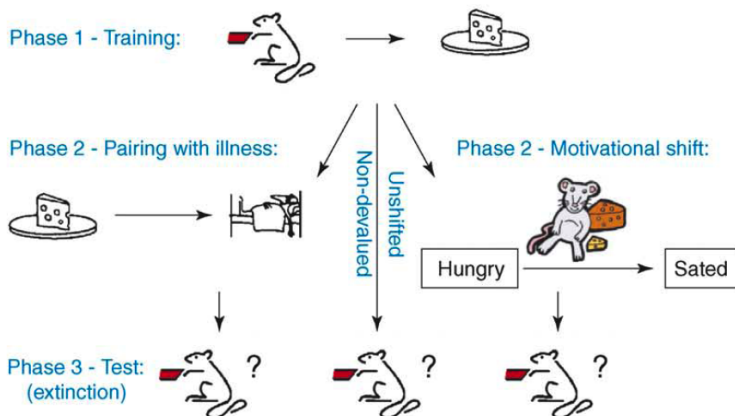 Phase 1 - Training:
Phase 2 - Pairing with illness:
Unshifted
Non-devalued
Phase 2 - Motivational shift:
Hungry
Sated
Phase 3 - Test:
(extinction)
?
?
?